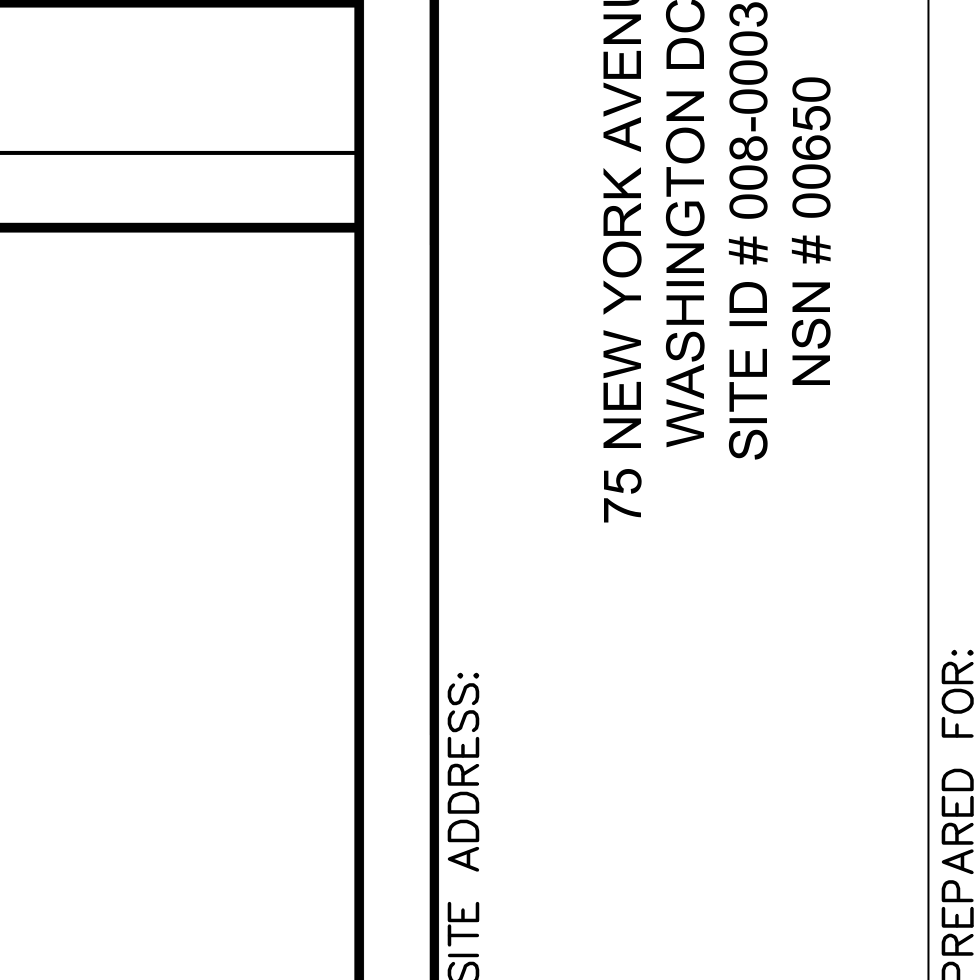 SITE ADDRESS:
75 NEW YORK AVENU
WASHINGTON DC
SITE ID # 008-0003
NSN # 00650
PREPARED FOR: